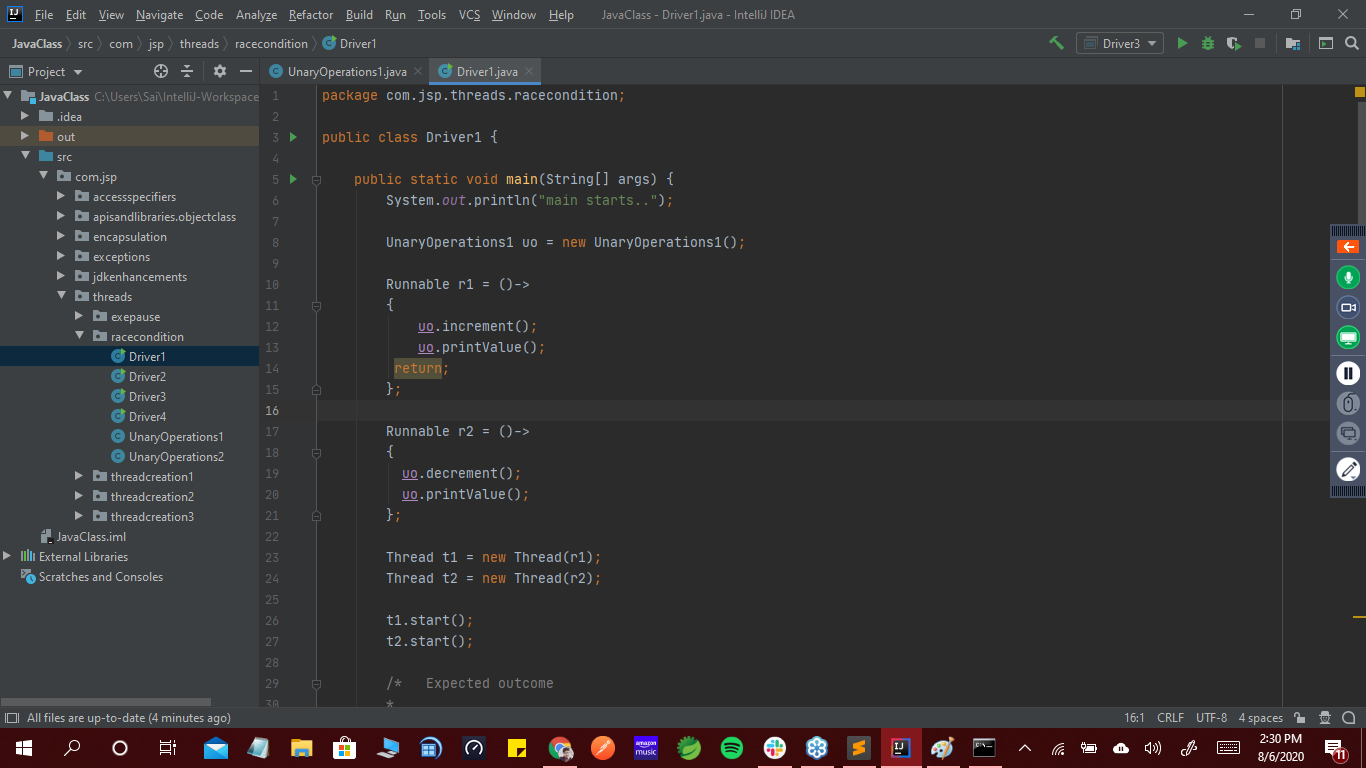 File Edit View Navigate Code Analyze Refactor Build Run Tools VCS Window Help JavaClass - Driver1.java - IntelliJ IDEA
JavaClass src com jsp threads racecondition Driver1 Driver3
Project UnaryOperations1.java Driver1.java
JavaClass C:\Users\Sai\IntelliJ-Workspace
.idea
out
src
com.jsp
accessspecifiers
apisandlibraries.objectclass
encapsulation
exceptions
jdkenhancements
threads
exepause
racecondition
Driver1
Driver2
Driver3
Driver4
UnaryOperations1
UnaryOperations2
threadcreation1
threadcreation2
threadcreation3
JavaClass.iml
External Libraries
Scratches and Consoles
1 package com.jsp.threads.racecondition;
2
3 public class Driver1 {
4
5 public static void main(String[] args) {
6 System.out.println("main starts..");
7
8 UnaryOperations1 uo = new UnaryOperations1();
9
10 Runnable r1 = ()->
11 {
12 uo.increment();
13 uo.printValue();
14 return;
15 };
16
17 Runnable r2 = ()->
18 {
19 uo.decrement();
20 uo.printValue();
21 };
22
23 Thread t1 = new Thread(r1);
24 Thread t2 = new Thread(r2);
25
26 t1.start();
27 t2.start();
28
29 /* Expected outcome
30 *
All files are up-to-date (4 minutes ago) 16:1 CRLF UTF-8 4 spaces
amazon music
2:30 PM
8/6/2020
11